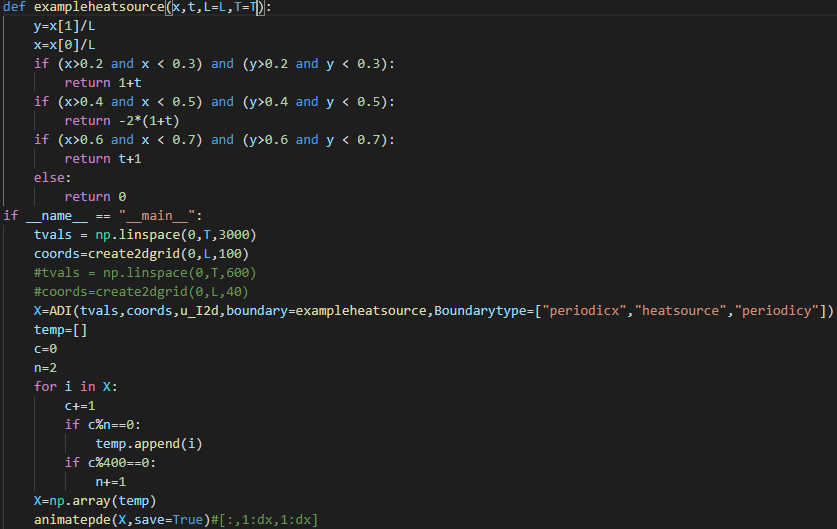 def exampleheatsource(x,t,L=L,T=T):
    y=x[1]/L
    x=x[0]/L
    if (x>0.2 and x < 0.3) and (y>0.2 and y < 0.3):
        return 1+t
    if (x>0.4 and x < 0.5) and (y>0.4 and y < 0.5):
        return -2*(1+t)
    if (x>0.6 and x < 0.7) and (y>0.6 and y < 0.7):
        return t+1
    else:
        return 0
if __name__ == "__main__":
    tvals = np.linspace(0,T,3000)
    coords=create2dgrid(0,L,100)
    #tvals = np.linspace(0,T,600)
    #coords=create2dgrid(0,L,40)
    X=ADI(tvals,coords,u_I2d,boundary=exampleheatsource,Boundarytype=["periodicx","heatsource","periodicy"])
    temp=[]
    c=0
    n=2
    for i in X:
        c+=1
        if c%n==0:
            temp.append(i)
        if c%400==0:
            n+=1
    X=np.array(temp)
    animatepde(X,save=True)#[:,1:dx,1:dx]